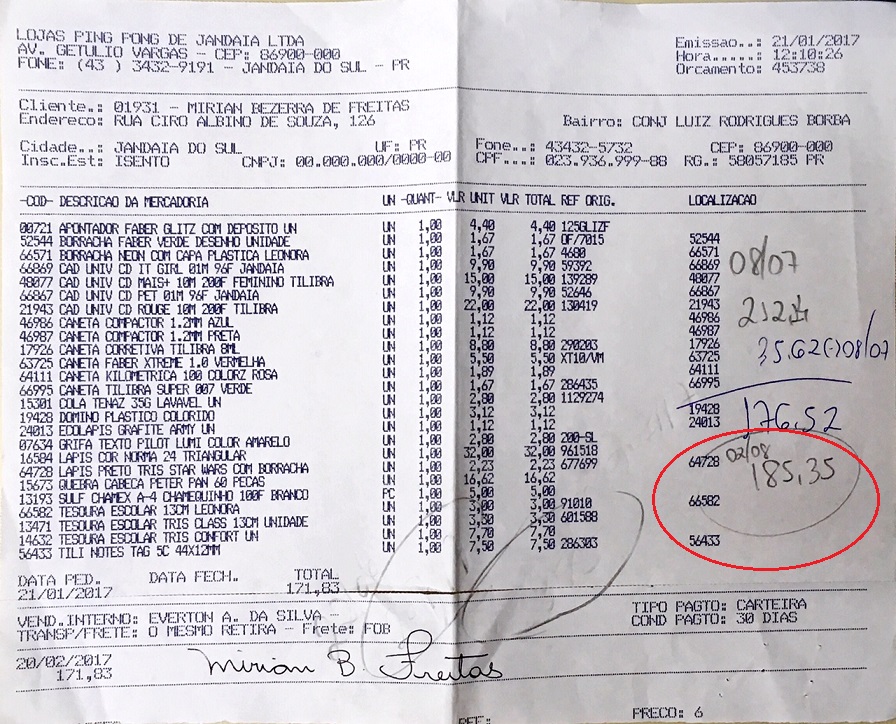 LOJAS PING PONG DE JANDAIA LTDA
AV. GETULIO VARGAS - CEP: 86900-000
FONE: (43 ) 3432-9191 - JANDAIA DO SUL - PR
Emissao..: 21/01/2017
Hora.....: 12:10:26
Orcamento: 453738
Cliente.: 01931 - MIRIAN BEZERRA DE FREITAS
Endereco: RUA CIRO ALBINO DE SOUZA, 126 Bairro: CONJ LUIZ RODRIGUES BORBA
Cidade..: JANDAIA DO SUL UF: PR Fone..: 43432-5732 CEP: 86900-000
Insc.Est: ISENTO CNPJ: 00.000.000/0000-00 CPF...: 023.936.999-88 RG.: 58057185 PR
-COD- DESCRICAO DA MERCADORIA UN -QUANT- VLR UNIT VLR TOTAL REF ORIG. LOCALIZACAO
00721 APONTADOR FABER GLITZ COM DEPOSITO UN UN 1,00 4,40 4,40 125GLIZF
52544 BORRACHA FABER VERDE DESENHO UNIDADE UN 1,00 1,67 1,67 OF/7015 52544
66571 BORRACHA NEON COM CAPA PLASTICA LEONORA UN 1,00 1,67 1,67 4680 66571
66869 CAD UNIV CD IT GIRL 01M 96F JANDAIA UN 1,00 9,90 9,90 59392 66869
48077 CAD UNIV CD MAIS+ 10M 200F FEMININO TILIBRA UN 1,00 15,00 15,00 139289 48077
66867 CAD UNIV CD PET 01M 96F JANDAIA UN 1,00 9,90 9,90 52646 66867
21943 CAD UNIV CD ROUGE 10M 200F TILIBRA UN 1,00 22,00 22,00 130419 21943
46986 CANETA COMPACTOR 1.2MM AZUL UN 1,00 1,12 1,12 46986
46987 CANETA COMPACTOR 1.2MM PRETA UN 1,00 1,12 1,12 46987
17926 CANETA CORRETIVA TILIBRA 8ML UN 1,00 8,80 8,80 290203 17926
63725 CANETA FABER XTREME 1.0 VERMELHA UN 1,00 5,50 5,50 XT10/VM 63725
64111 CANETA KILOMETRICA 100 COLORZ ROSA UN 1,00 1,89 1,89 64111
66995 CANETA TILIBRA SUPER 007 VERDE UN 1,00 1,67 1,67 286435 66995
15301 COLA TENAZ 35G LAVAVEL UN UN 1,00 2,80 2,80 1129274
19428 DOMINO PLASTICO COLORIDO UN 1,00 3,12 3,12 19428
24013 ECOLAPIS GRAFITE ARMY UN UN 1,00 3,12 3,12 24013
07634 GRIFA TEXTO PILOT LUMI COLOR AMARELO UN 1,00 2,80 2,80 200-SL
16584 LAPIS COR NORMA 24 TRIANGULAR UN 1,00 32,00 32,00 961518
64728 LAPIS PRETO TRIS STAR WARS COM BORRACHA UN 1,00 2,23 2,23 677699 64728
15673 QUEBRA CABECA PETER PAN 60 PECAS UN 1,00 16,62 16,62
13193 SULF CHAMEX A-4 CHAMEQUINHO 100F BRANCO PC 1,00 5,00 5,00
66582 TESOURA ESCOLAR 13CM LEONORA UN 1,00 3,00 3,00 91010 66582
13471 TESOURA ESCOLAR TRIS CLASS 13CM UNIDADE UN 1,00 3,30 3,30 601588
14632 TESOURA ESCOLAR TRIS CONFORT UN UN 1,00 7,70 7,70
56433 TILI NOTES TAG 5C 44X12MM UN 1,00 7,50 7,50 286303 56433
08/07
35.62(-)08/07
176,52
02/08
185,35
DATA PED. DATA FECH. TOTAL
21/01/2017 171,83
VEND.INTERNO: EVERTON A. DA SILVA - TIPO PAGTO: CARTEIRA
TRANSP/FRETE: O MESMO RETIRA - Frete: FOB COND PAGTO: 30 DIAS
20/02/2017
171,83
Mirian B Freitas
PRECO: 6